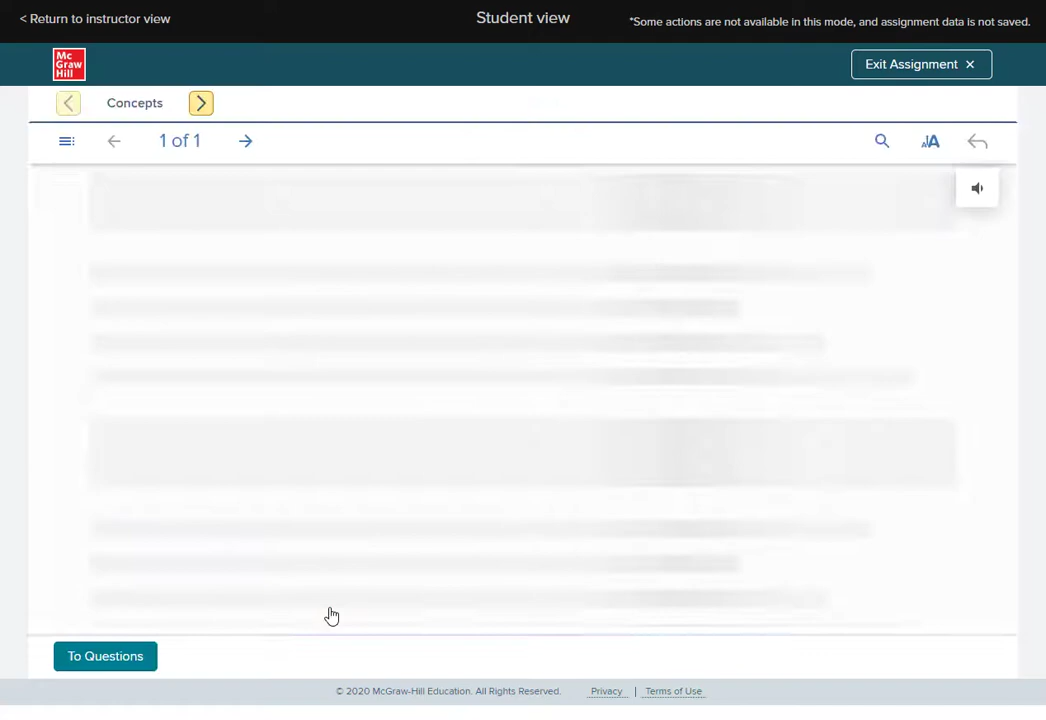 < Return to instructor view
Student view
*Some actions are not available in this mode, and assignment data is not saved.
Mc
Graw
Hill
Exit Assignment ×
Concepts
1 of 1
AA
To Questions
© 2020 McGraw-Hill Education. All Rights Reserved.
Privacy | Terms of Use